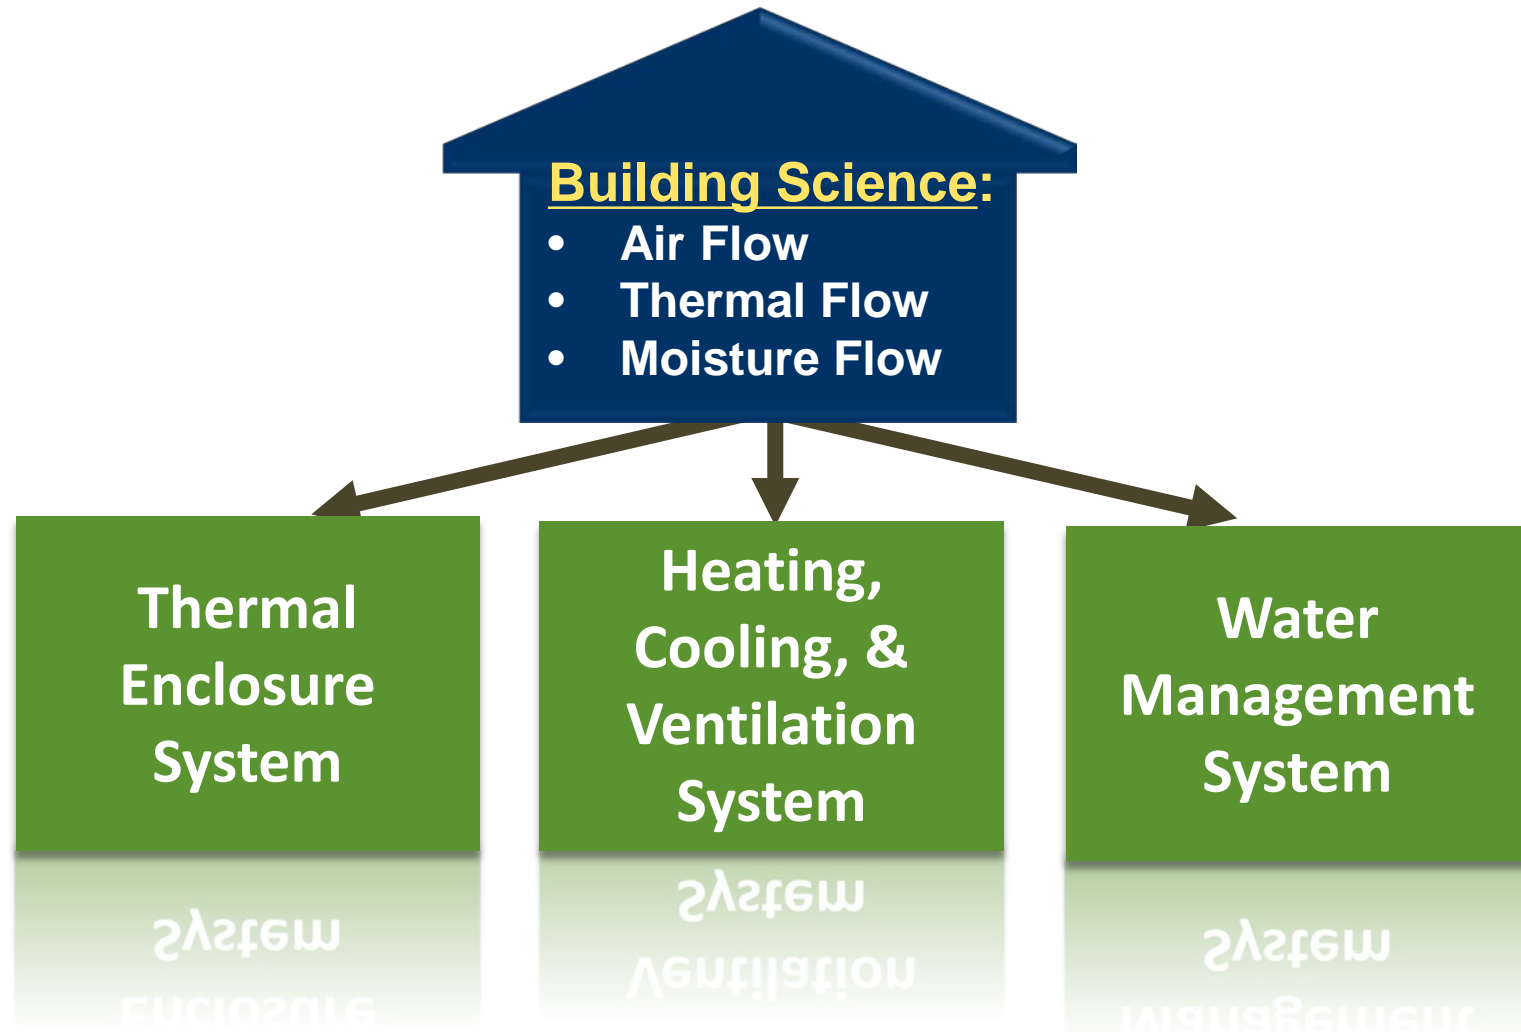 Building Science:
• Air Flow
• Thermal Flow
• Moisture Flow
Thermal
Enclosure
System
Heating,
Cooling, &
Ventilation
System
Water
Management
System